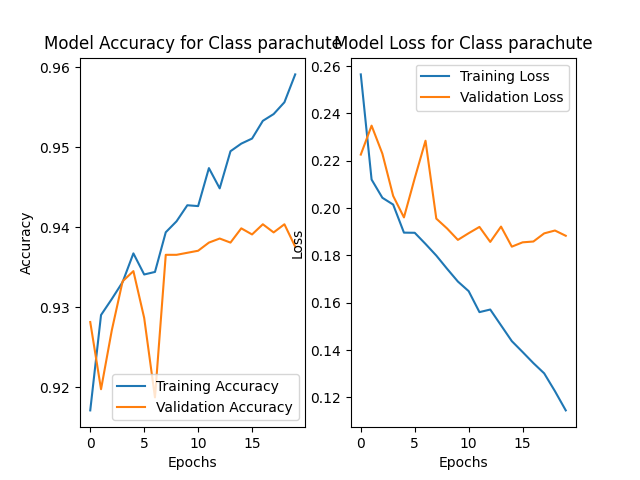 Model Accuracy for Class parachute
0.96
0.95
0.94
0.93
0.92
Accuracy
0 5 10 15
Epochs
Training Accuracy
Validation Accuracy
Model Loss for Class parachute
0.26
0.24
0.22
0.20
0.18
0.16
0.14
0.12
Loss
0 5 10 15
Epochs
Training Loss
Validation Loss